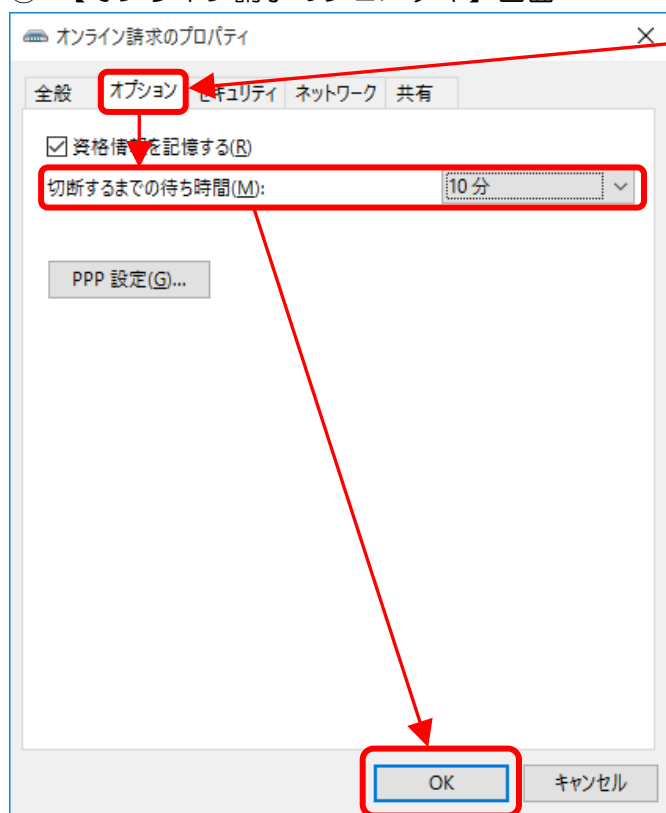 オンライン請求のプロパティ
全般 オプション セキュリティ ネットワーク 共有
資格情報を記憶する(R)
切断するまでの待ち時間(M): 10 分
PPP 設定(G)...
OK キャンセル